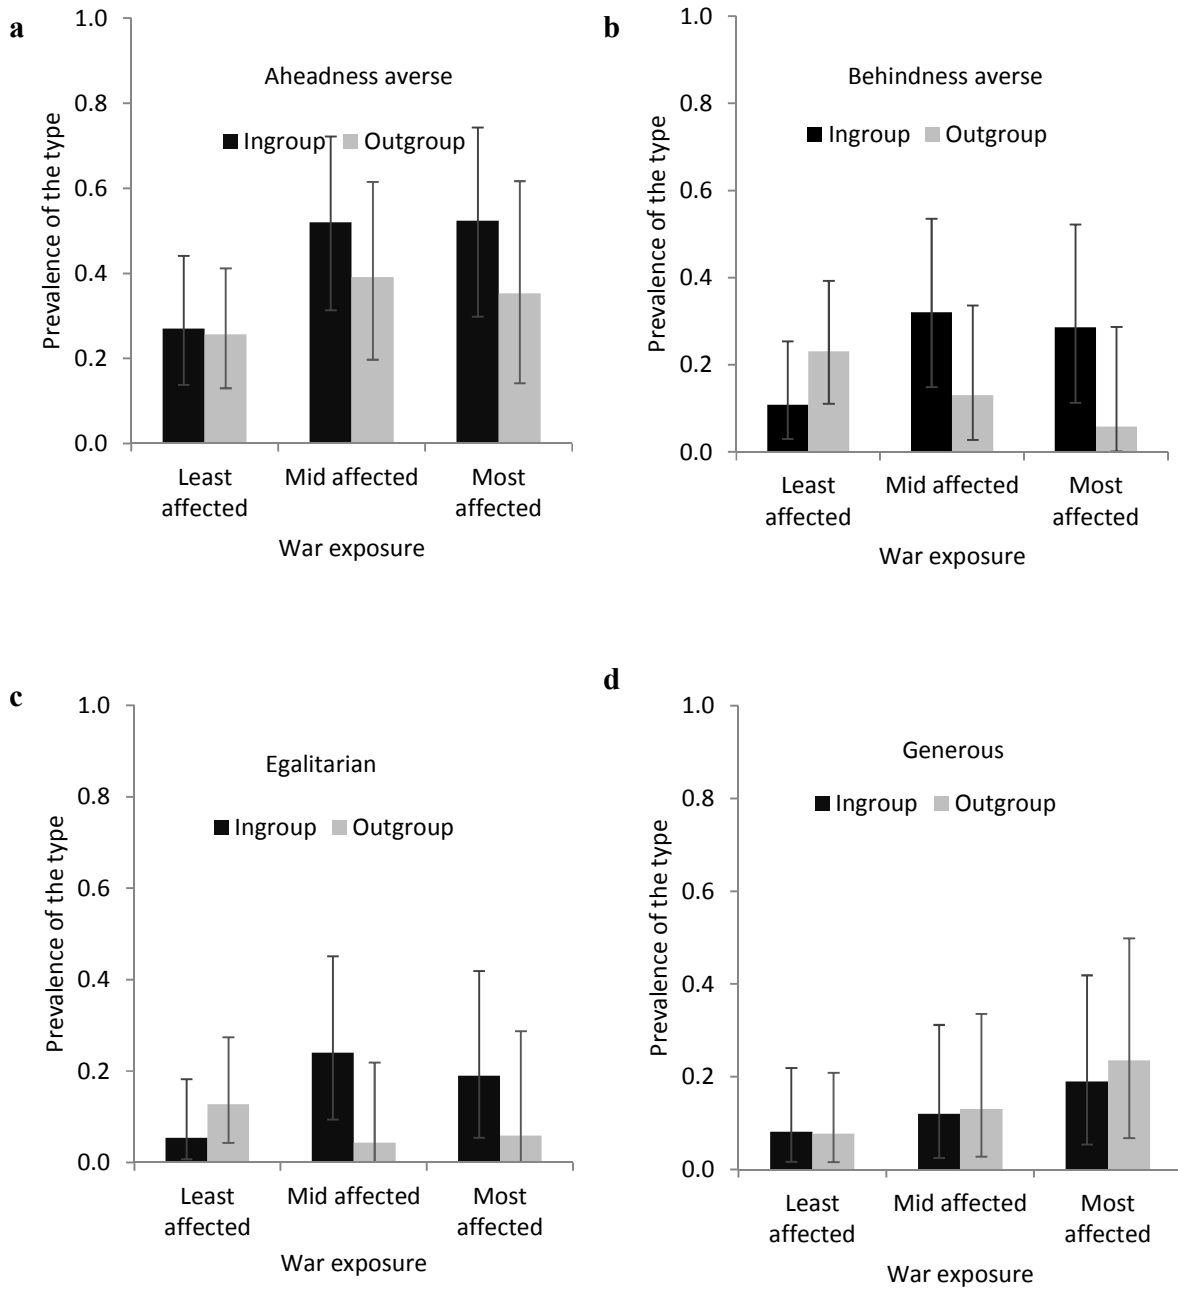 a
1.0
Aheadness averse
0.8
Ingroup Outgroup
0.6
0.4
0.2
0.0
Prevalence of the type
Least affected
Mid affected
Most affected
War exposure
b
1.0
Behindness averse
0.8
Ingroup Outgroup
0.6
0.4
0.2
0.0
Prevalence of the type
Least affected
Mid affected
Most affected
War exposure
c
1.0
Egalitarian
0.8
Ingroup Outgroup
0.6
0.4
0.2
0.0
Prevalence of the type
Least affected
Mid affected
Most affected
War exposure
d
1.0
Generous
0.8
Ingroup Outgroup
0.6
0.4
0.2
0.0
Prevalence of the type
Least affected
Mid affected
Most affected
War exposure